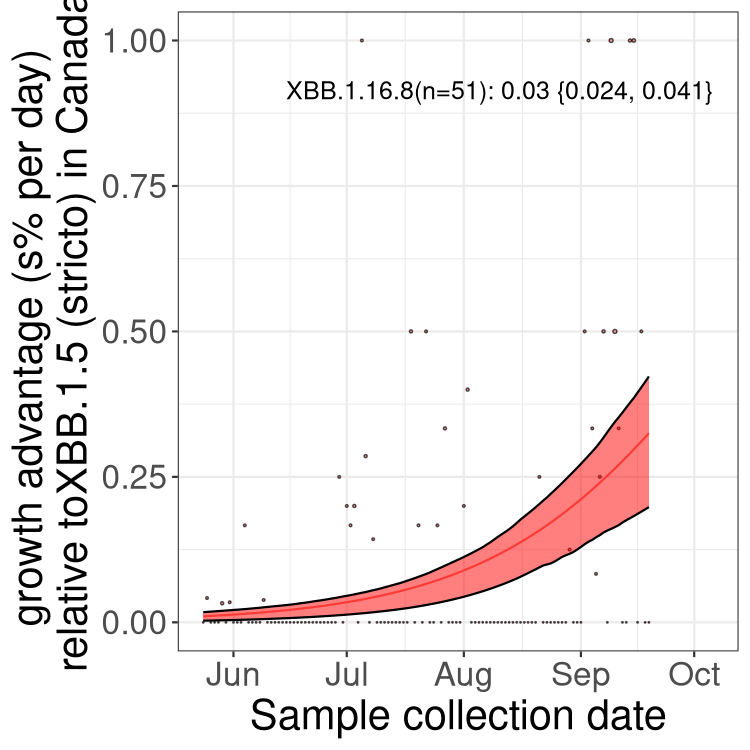 growth advantage (s% per day)
relative toXBB.1.5 (stricto) in Canada
1.00
0.75
0.50
0.25
0.00
XBB.1.16.8(n=51): 0.03 {0.024, 0.041}
Jun Jul Aug Sep Oct
Sample collection date